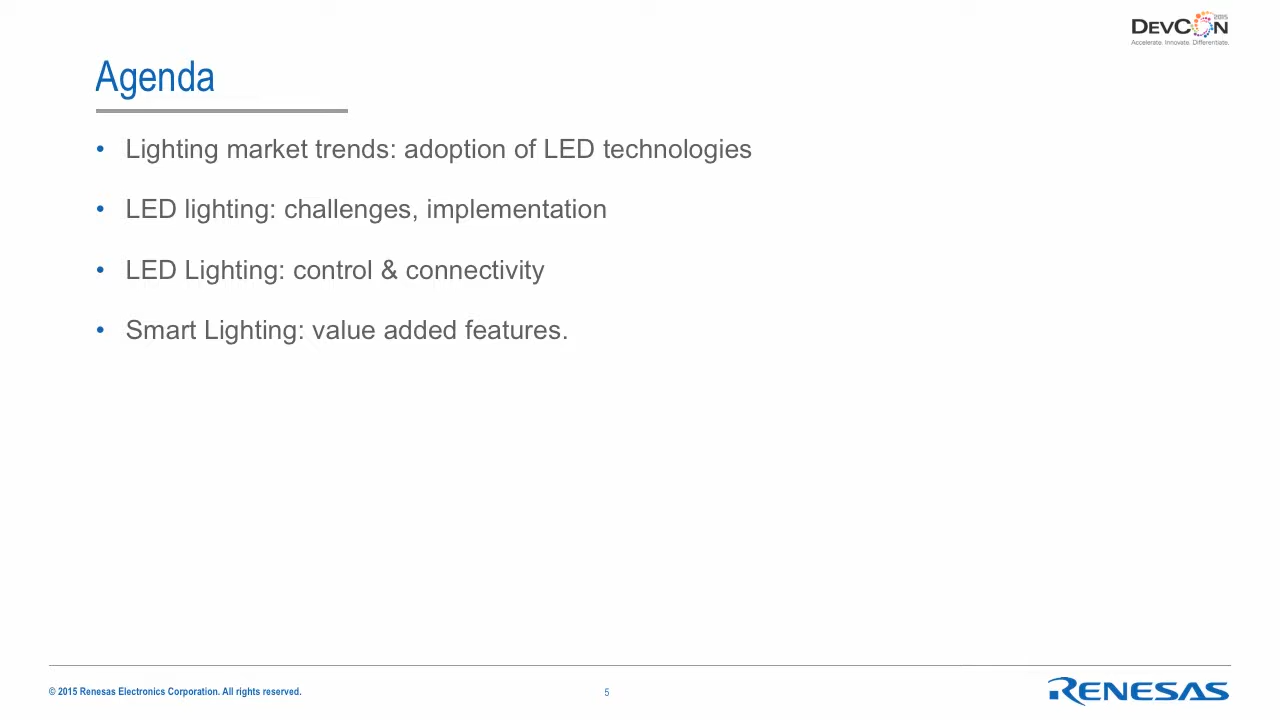 DevCon 2015
Accelerate. Innovate. Differentiate.
Agenda
• Lighting market trends: adoption of LED technologies
• LED lighting: challenges, implementation
• LED Lighting: control & connectivity
• Smart Lighting: value added features.
© 2015 Renesas Electronics Corporation. All rights reserved.
5
RENESAS